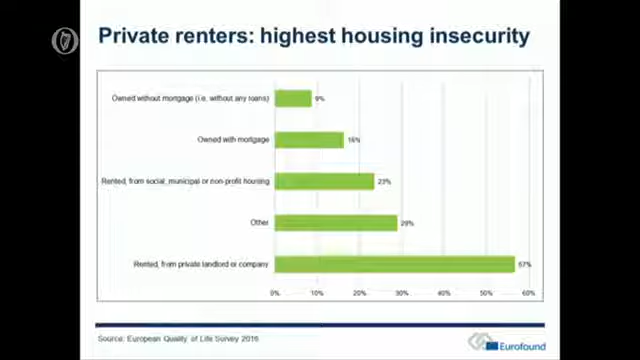 Private renters: highest housing insecurity
Owned without mortgage (i.e. without any loans)
9%
Owned with mortgage
16%
Rented, from social, municipal or non-profit housing
23%
Other
29%
Rented, from private landlord or company
57%
0% 10% 20% 30% 40% 50% 60%
Source: European Quality of Life Survey 2016
Eurofound